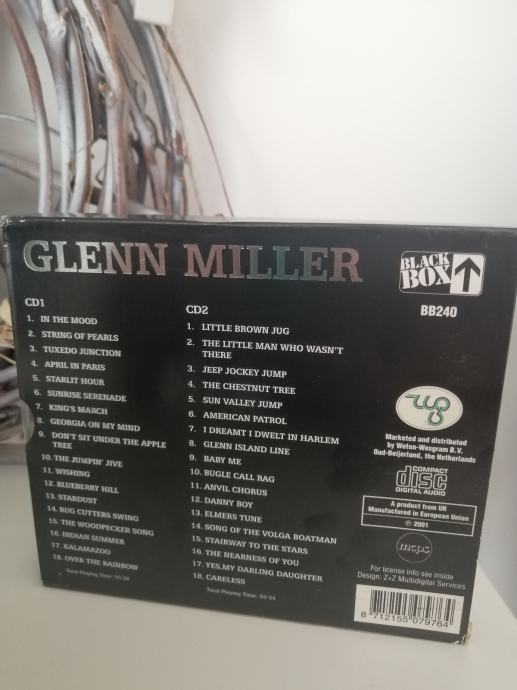 GLENN MILLER
BLACK
BOX
BB240
CD1
1. IN THE MOOD
2. STRING OF PEARLS
3. TUXEDO JUNCTION
4. APRIL IN PARIS
5. STARLIT HOUR
6. SUNRISE SERENADE
7. KING'S MARCH
8. GEORGIA ON MY MIND
9. DON'T SIT UNDER THE APPLE
TREE
10. THE JUMPIN' JIVE
11. WISHING
12. BLUEBERRY HILL
13. STARDUST
14. RUG CUTTERS SWING
15. THE WOODPECKER SONG
16. INDIAN SUMMER
17. KALAMAZOO
18. OVER THE RAINBOW
Total Playing Time: 55'39
CD2
1. LITTLE BROWN JUG
2. THE LITTLE MAN WHO WASN'T
THERE
3. JEEP JOCKEY JUMP
4. THE CHESTNUT TREE
5. SUN VALLEY JUMP
6. AMERICAN PATROL
7. I DREAMT I DWELT IN HARLEM
8. GLENN ISLAND LINE
9. BABY ME
10. BUGLE CALL RAG
11. ANVIL CHORUS
12. DANNY BOY
13. ELMERS TUNE
14. SONG OF THE VOLGA BOATMAN
15. STAIRWAY TO THE STARS
16. THE NEARNESS OF YOU
17. YES,MY DARLING DAUGHTER
18. CARELESS
Total Playing Time: 55'43
Marketed and distributed
by Weton-Wesgram B.V.
Oud-Beijerland, the Netherlands
COMPACT
disc
DIGITAL AUDIO
A product from UK
Manufactured in European Union
℗ 2001
mcps
For license info see inside
Design: Z+Z Multidigital Services
8 712155 079764